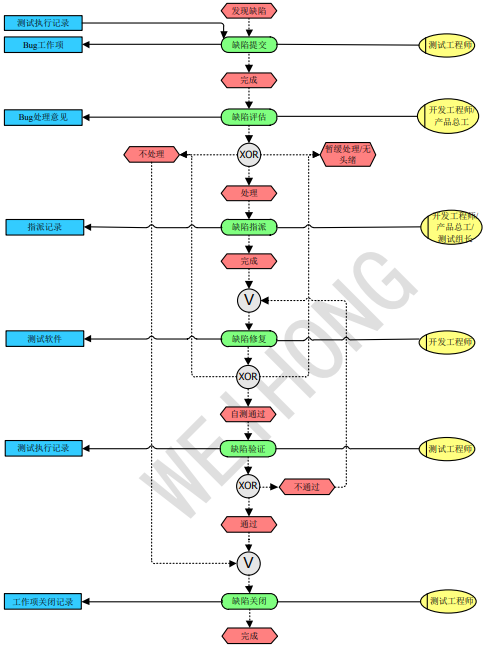 发现缺陷
测试执行记录
Bug工作项
缺陷提交
测试工程师
完成
Bug处理意见
缺陷评估
开发工程师/
产品总工
不处理
XOR
暂缓处理/无
头绪
处理
指派记录
缺陷指派
开发工程师/
产品总工/
测试组长
完成
V
测试软件
缺陷修复
开发工程师
XOR
自测通过
测试执行记录
缺陷验证
测试工程师
XOR
不通过
通过
V
工作项关闭记录
缺陷关闭
测试工程师
完成
WEIHONG